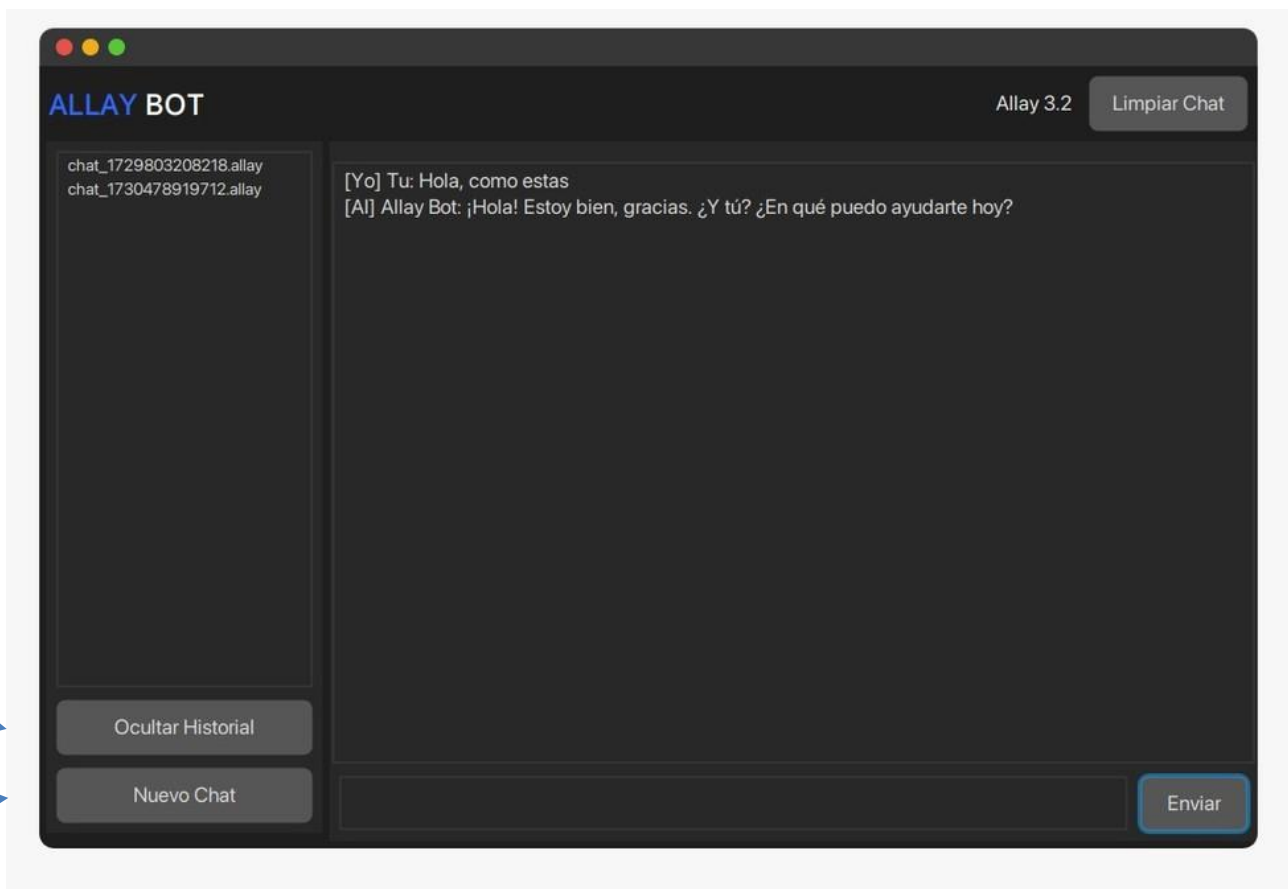 ALLAY BOT
Allay 3.2
Limpiar Chat
chat_1729803208218.allay
chat_1730478919712.allay
[Yo] Tu: Hola, como estas
[AI] Allay Bot: ¡Hola! Estoy bien, gracias. ¿Y tú? ¿En qué puedo ayudarte hoy?
Ocultar Historial
Nuevo Chat
Enviar